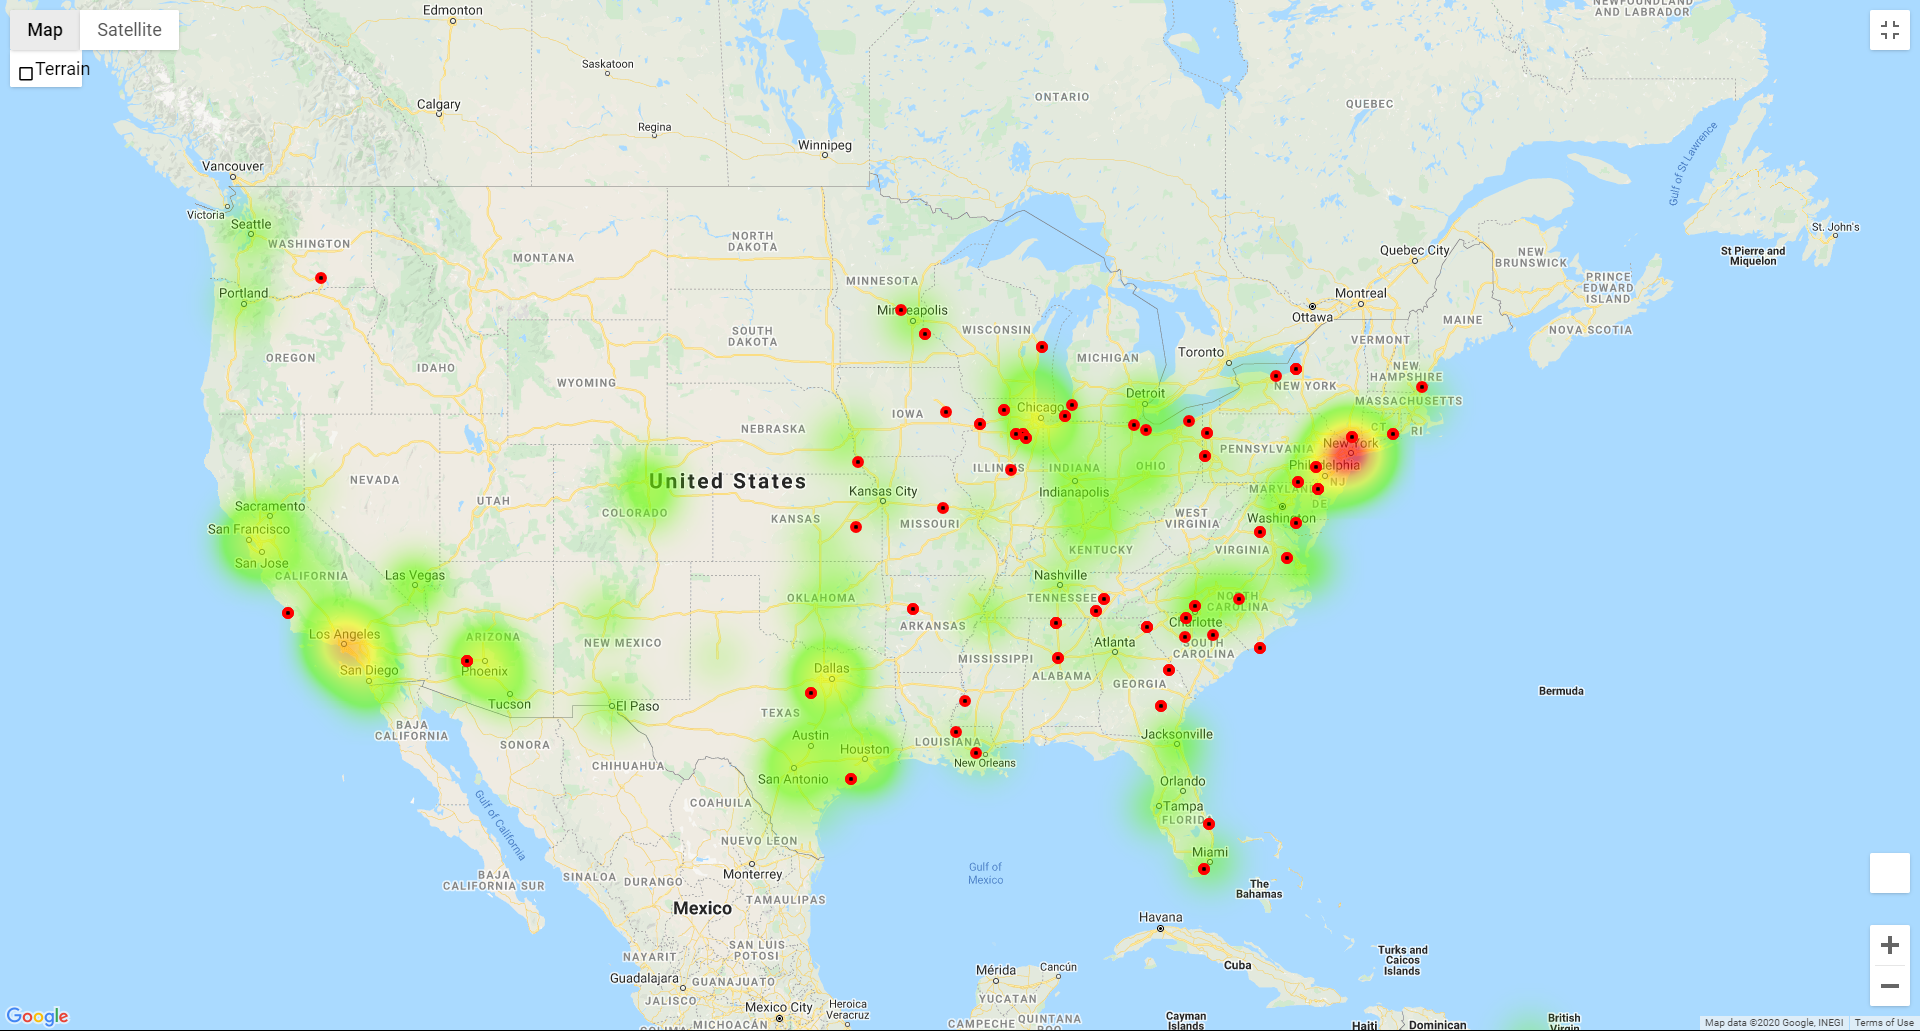 Map
Satellite
Terrain
Edmonton
NEWFOUNDLAND
AND LABRADOR
Saskatoon
Calgary
ONTARIO
QUEBEC
Regina
Winnipeg
Vancouver
Gulf of St Lawrence
Victoria
Seattle
WASHINGTON
NORTH
DAKOTA
MONTANA
St. John's
Quebec City
NEW
BRUNSWICK
St Pierre and
Miquelon
MINNESOTA
PRINCE
EDWARD
ISLAND
Portland
Montreal
Minneapolis
Ottawa
MAINE
NOVA SCOTIA
WISCONSIN
SOUTH
DAKOTA
VERMONT
OREGON
MICHIGAN
Toronto
IDAHO
NEW
HAMPSHIRE
WYOMING
NEW YORK
Detroit
MASSACHUSETTS
Chicago
IOWA
CT
RI
NEBRASKA
New York
PENNSYLVANIA
Philadelphia
ILLINOIS
INDIANA
OHIO
NEVADA
United States
NJ
UTAH
Kansas City
Indianapolis
MARYLAND
DE
Sacramento
COLORADO
KANSAS
MISSOURI
WEST
VIRGINIA
Washington
San Francisco
KENTUCKY
VIRGINIA
San Jose
CALIFORNIA
Las Vegas
Nashville
OKLAHOMA
TENNESSEE
NORTH
CAROLINA
ARKANSAS
Charlotte
Los Angeles
ARIZONA
NEW MEXICO
Atlanta
SOUTH
CAROLINA
MISSISSIPPI
San Diego
Phoenix
Dallas
ALABAMA
GEORGIA
Bermuda
Tucson
El Paso
TEXAS
BAJA
CALIFORNIA
SONORA
Austin
LOUISIANA
Jacksonville
Houston
CHIHUAHUA
New Orleans
San Antonio
Orlando
Gulf of California
COAHUILA
Tampa
FLORIDA
NUEVO LEON
Miami
Gulf of
Mexico
BAJA
CALIFORNIA SUR
SINALOA
DURANGO
Monterrey
The
Bahamas
TAMAULIPAS
Mexico
Havana
SAN LUIS
POTOSI
NAYARIT
Turks and
Caicos
Islands
Cuba
Mérida
Cancún
Guadalajara
GUANAJUATO
YUCATAN
JALISCO
Mexico City
Heroica
Veracruz
MICHOACÁN
CAMPECHE
QUINTANA
ROO
COLIMA
Cayman
Islands
Haiti
Dominican
British
Virgin
Google
Map data ©2020 Google, INEGI
Terms of Use